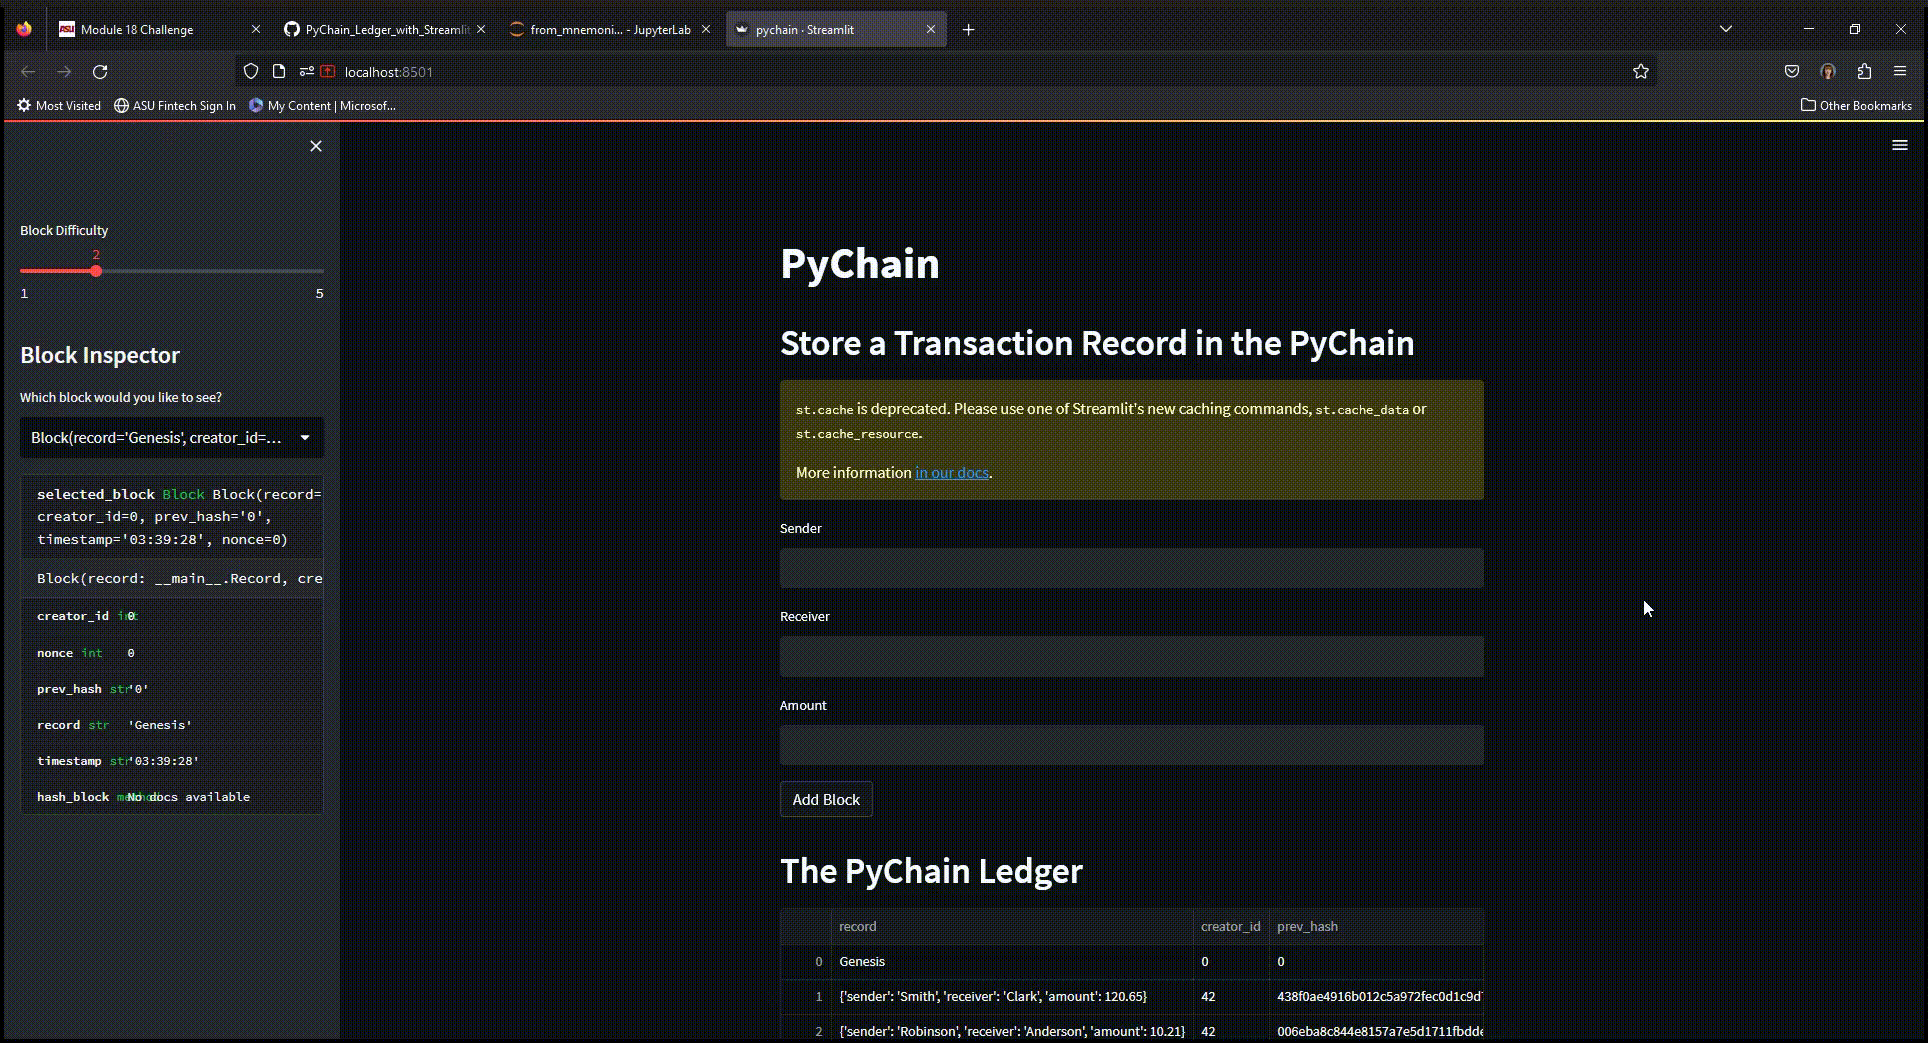 Module 18 Challenge
PyChain_Ledger_with_Streamlit
from_mnemoni... - JupyterLab
pychain · Streamlit
localhost:8501
Most Visited
ASU Fintech Sign In
My Content | Microsof...
Other Bookmarks
Block Difficulty
2
1 5
Block Inspector
Which block would you like to see?
Block(record='Genesis', creator_id=...
selected_block Block Block(record=
creator_id=0, prev_hash='0',
timestamp='03:39:28', nonce=0)
Block(record: __main__.Record, cre
creator_id int 0
nonce int 0
prev_hash str '0'
record str 'Genesis'
timestamp str '03:39:28'
hash_block method No docs available
PyChain
Store a Transaction Record in the PyChain
st.cache is deprecated. Please use one of Streamlit's new caching commands, st.cache_data or
st.cache_resource.
More information in our docs.
Sender
Receiver
Amount
Add Block
The PyChain Ledger
record creator_id prev_hash
0 Genesis 0 0
1 {'sender': 'Smith', 'receiver': 'Clark', 'amount': 120.65} 42 438f0ae4916b012c5a972fec0d1c9d
2 {'sender': 'Robinson', 'receiver': 'Anderson', 'amount': 10.21} 42 006eba8c844e8157a7e5d1711fbdde